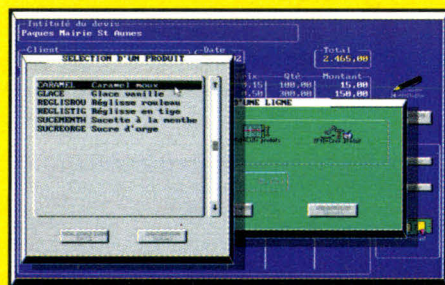 Intitulé du devis
Paques Mairie St Aunes
Client
Date
Total
2.465,00
SELECTION D'UN PRODUIT
Qté
Montant
100,00
15,00
300,00
150,00
D'UNE LIGNE
CARAMEL Caramel moux
GLACE Glace vanille
REGLISROU Réglisse rouleau
REGLISTIG Réglisse en tige
SUCEMENTH Sucette à la menthe
SUCREORGE Sucre d'orge